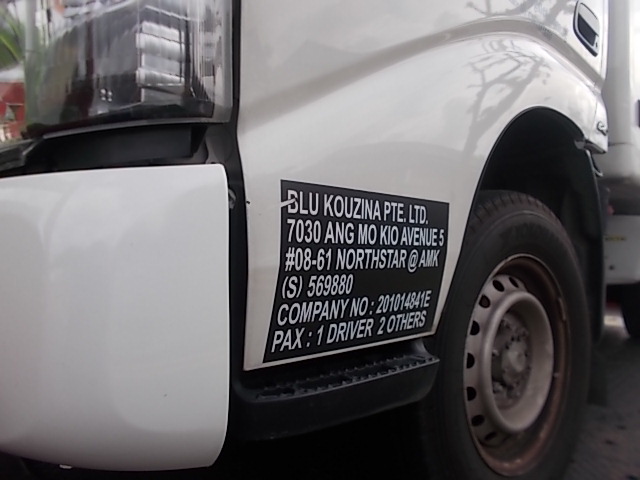 BLU KOUZINA PTE. LTD.
7030 ANG MO KIO AVENUE 5
#08-61 NORTHSTAR @ AMK
(S) 569880
COMPANY NO : 201014841E
PAX : 1 DRIVER 2 OTHERS